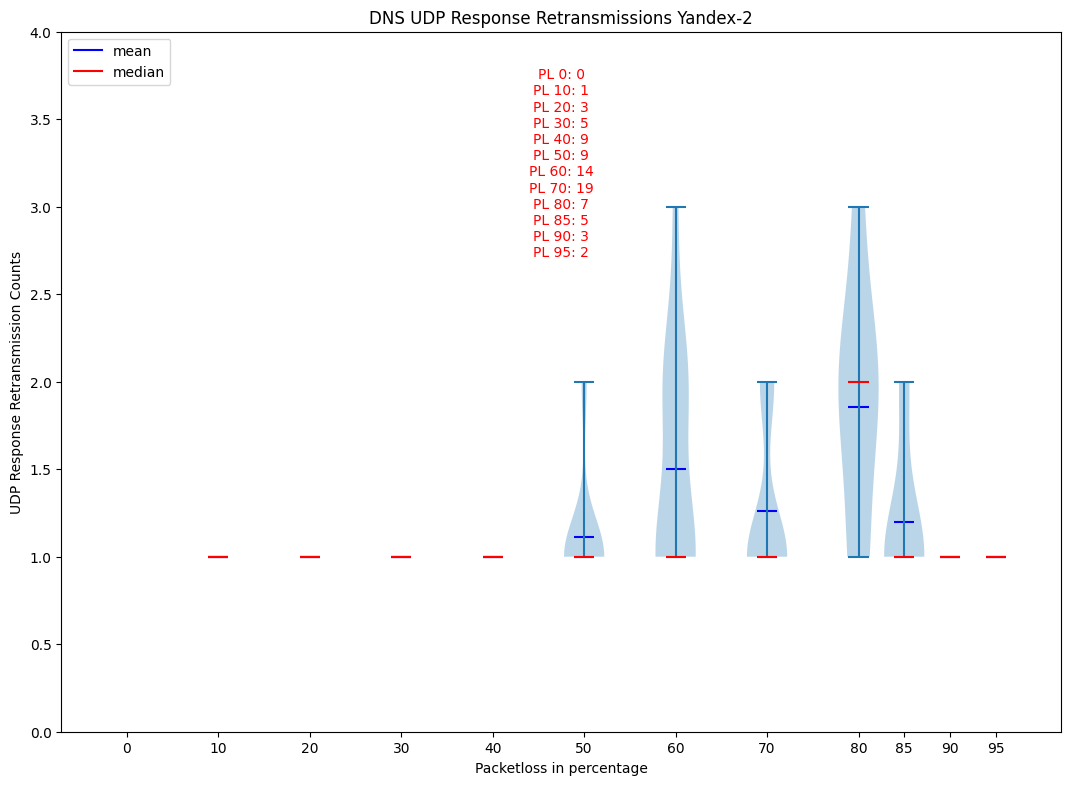 DNS UDP Response Retransmissions Yandex-2
mean
median
PL 0: 0
PL 10: 1
PL 20: 3
PL 30: 5
PL 40: 9
PL 50: 9
PL 60: 14
PL 70: 19
PL 80: 7
PL 85: 5
PL 90: 3
PL 95: 2
UDP Response Retransmission Counts
4.0
3.5
3.0
2.5
2.0
1.5
1.0
0.5
0.0
0 10 20 30 40 50 60 70 80 85 90 95
Packetloss in percentage